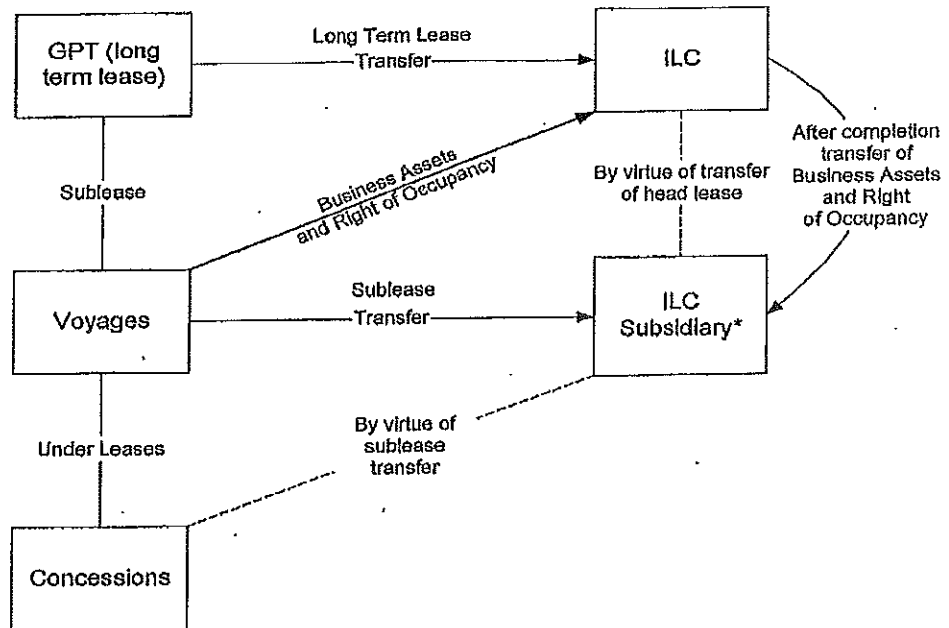 GPT (long
term lease)
Long Term Lease
Transfer
ILC
After completion
transfer of
Business Assets
and Right
of Occupancy
Sublease
Business Assets
and Right of Occupancy
By virtue of transfer
of head lease
Voyages
Sublease
Transfer
ILC
Subsidiary*
Under Leases
By virtue of
sublease
transfer
Concessions